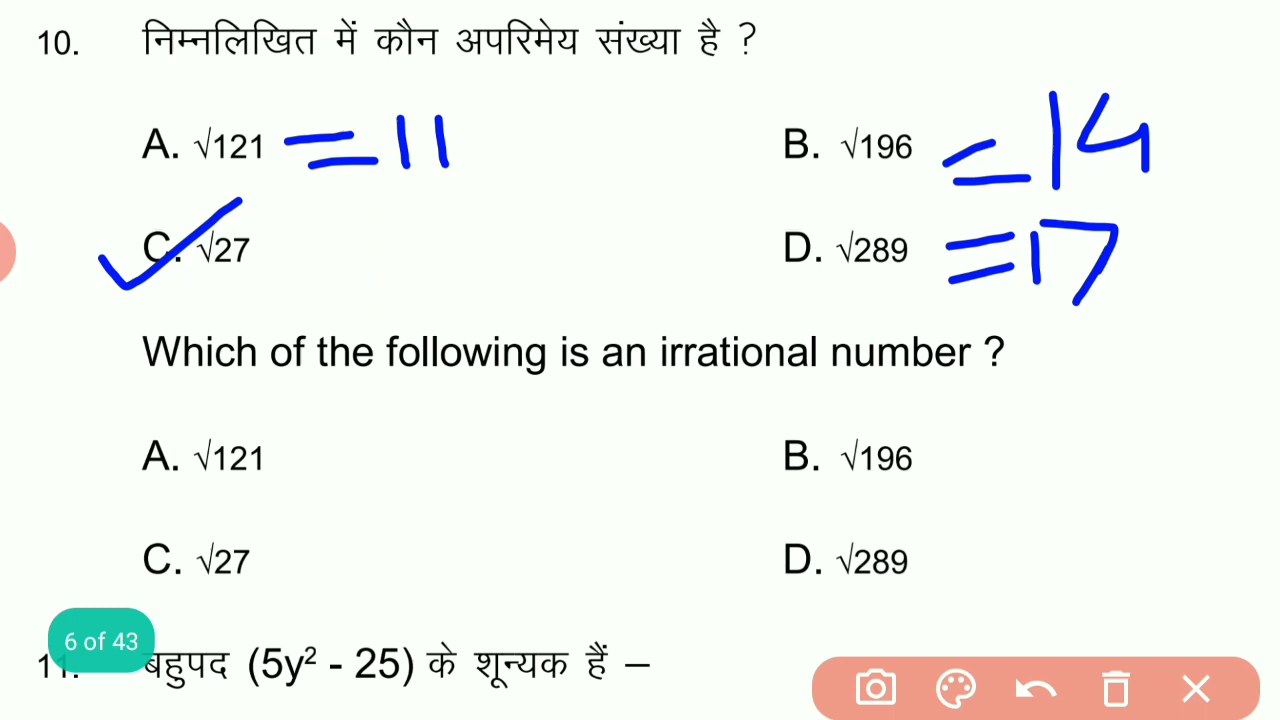 10. निम्नलिखित में कौन अपरिमेय संख्या है ?
A. √121 = 11 B. √196 = 14
C. √27 D. √289 = 17
Which of the following is an irrational number ?
A. √121 B. √196
C. √27 D. √289
6 of 43
11. बहुपद (5y² - 25) के शून्यक हैं –